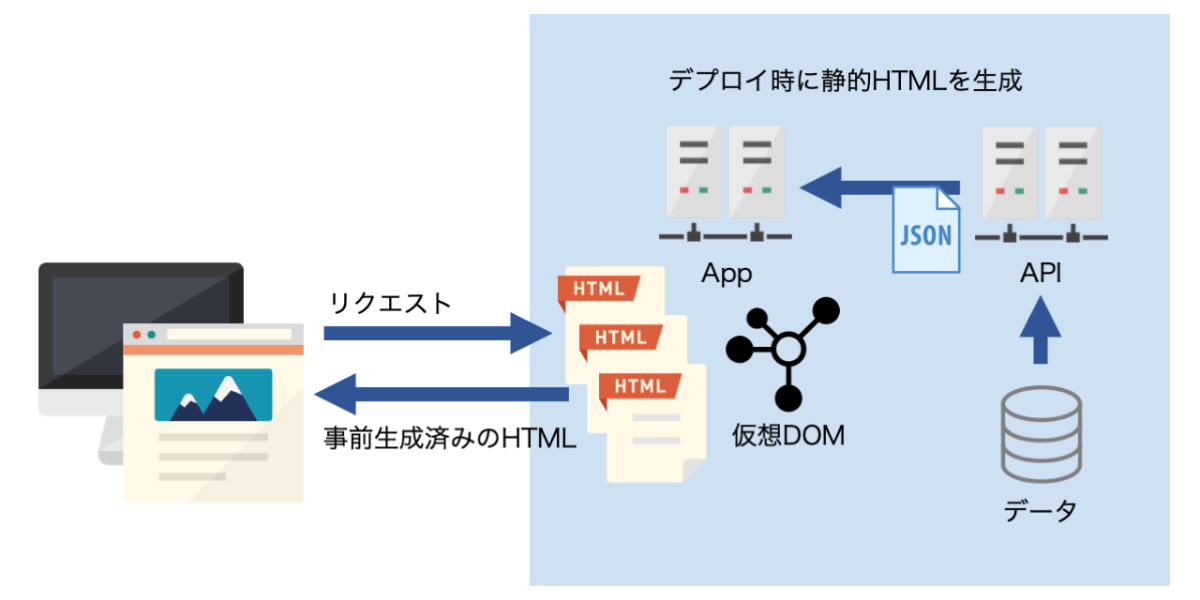 デプロイ時に静的HTMLを生成
JSON
App
API
リクエスト
HTML
HTML
HTML
事前生成済みのHTML
仮想DOM
データ